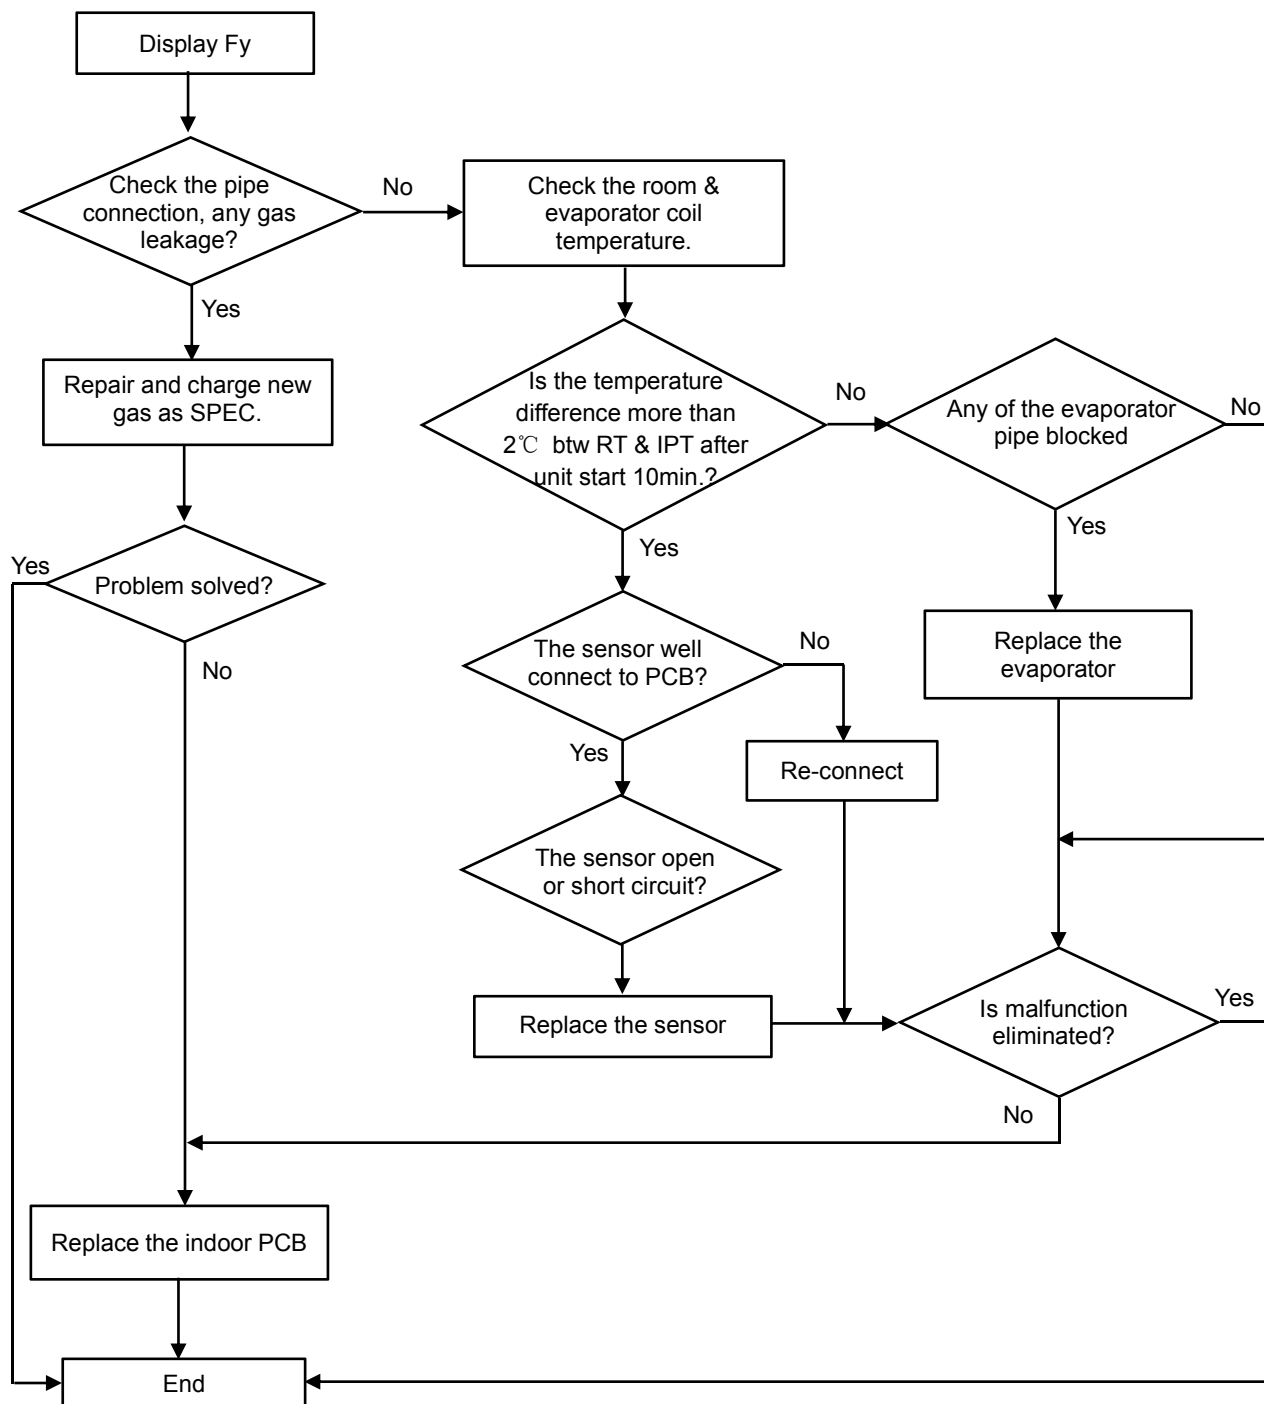 Display Fy
Check the pipe
connection, any gas
leakage?
No
Check the room &
evaporator coil
temperature.
Yes
Repair and charge new
gas as SPEC.
Is the temperature
difference more than
2℃ btw RT & IPT after
unit start 10min.?
No
Any of the evaporator
pipe blocked
No
Yes
Yes
Yes
Problem solved?
No
The sensor well
connect to PCB?
No
Replace the
evaporator
Yes
Re-connect
The sensor open
or short circuit?
Replace the sensor
Is malfunction
eliminated?
Yes
No
Replace the indoor PCB
End